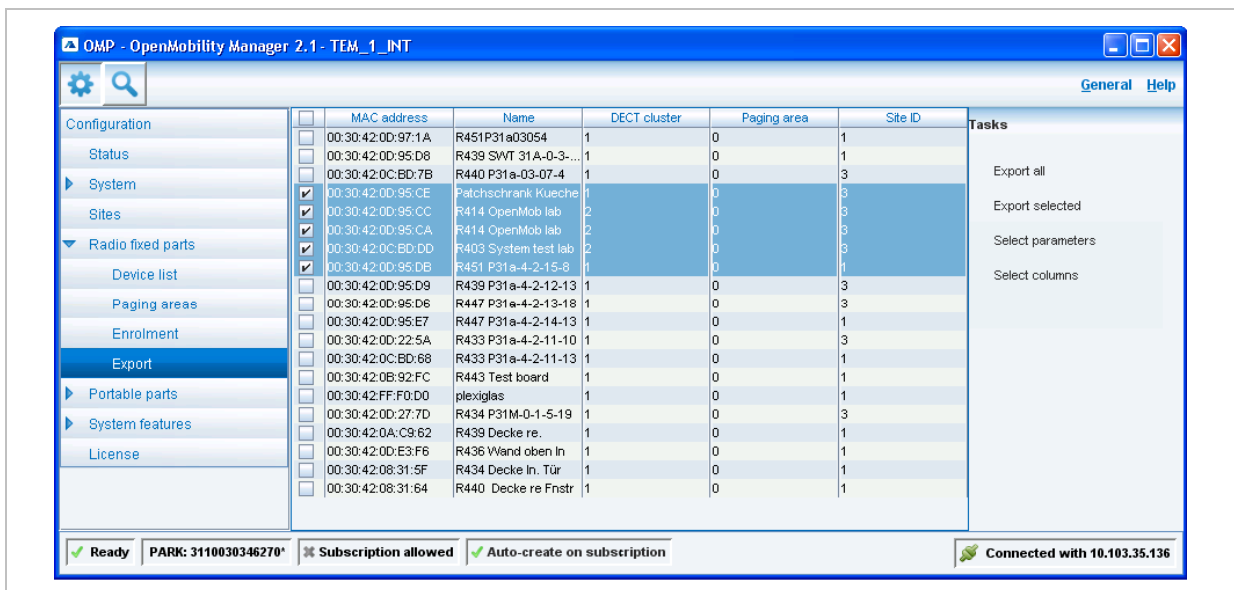 OMP - OpenMobility Manager 2.1 - TEM_1_INT
General Help
Configuration
Status
System
Sites
Radio fixed parts
Device list
Paging areas
Enrolment
Export
Portable parts
System features
License
MAC address Name DECT cluster Paging area Site ID
00:30:42:0D:97:1A R451P31a03054 1 0 1
00:30:42:0D:95:D8 R439 SWT 31A-0-3-... 1 0 1
00:30:42:0C:BD:7B R440 P31a-03-07-4 1 0 3
00:30:42:0D:95:CE Patchschrank Kueche 1 0 3
00:30:42:0D:95:CC R414 OpenMob lab 2 0 3
00:30:42:0D:95:CA R414 OpenMob lab 2 0 3
00:30:42:0C:BD:DD R403 System test lab 2 0 3
00:30:42:0D:95:DB R451 P31a-4-2-15-8 1 0 1
00:30:42:0D:95:D9 R439 P31a-4-2-12-13 1 0 3
00:30:42:0D:95:D6 R447 P31a-4-2-13-18 1 0 3
00:30:42:0D:95:E7 R447 P31a-4-2-14-13 1 0 1
00:30:42:0D:22:5A R433 P31a-4-2-11-10 1 0 3
00:30:42:0C:BD:68 R433 P31a-4-2-11-13 1 0 1
00:30:42:0B:92:FC R443 Test board 1 0 1
00:30:42:FF:F0:D0 plexiglas 1 0 1
00:30:42:0D:27:7D R434 P31M-0-1-5-19 1 0 3
00:30:42:0A:C9:62 R439 Decke re. 1 0 1
00:30:42:0D:E3:F6 R436 Wand oben ln 1 0 1
00:30:42:08:31:5F R434 Decke ln. Tür 1 0 1
00:30:42:08:31:64 R440 Decke re Fnstr 1 0 1
Tasks
Export all
Export selected
Select parameters
Select columns
Ready PARK: 3110030346270* Subscription allowed Auto-create on subscription Connected with 10.103.35.136